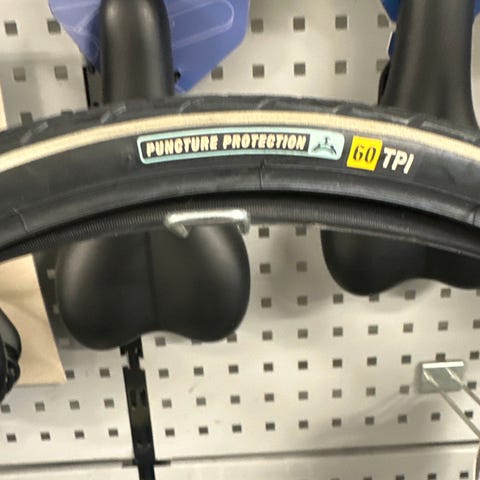 PUNCTURE PROTECTION 60 TPI